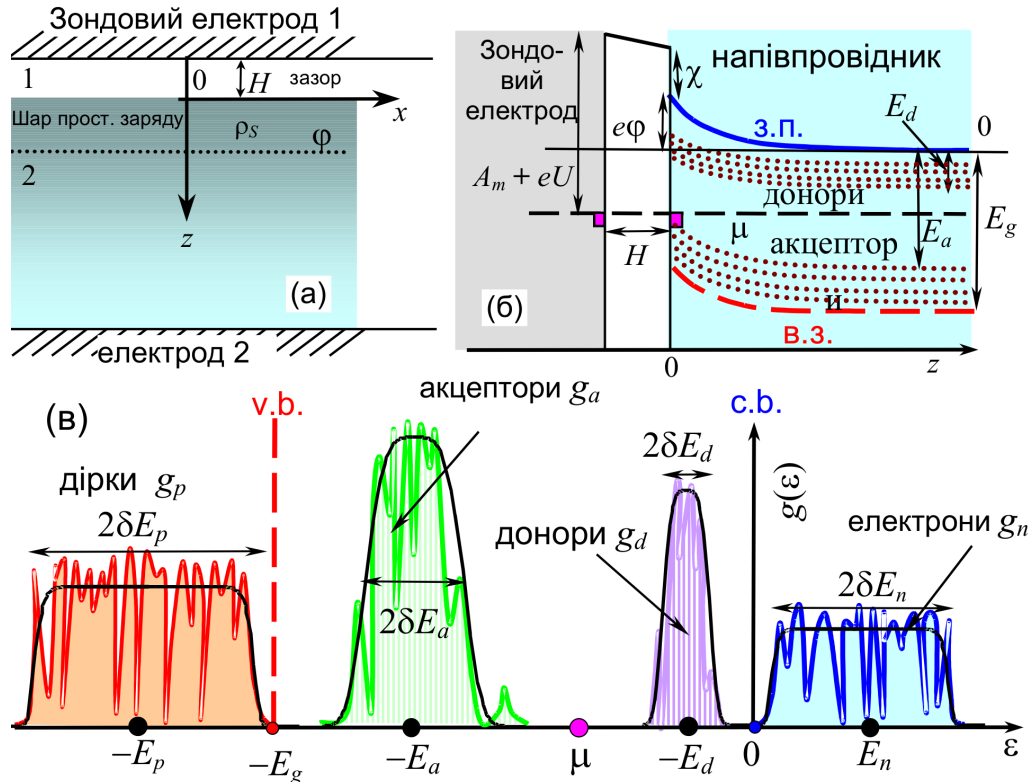 Зондовий електрод 1
1
0
H
зазор
x
Шар прост. заряду
ρS
φ
2
z
(а)
електрод 2
Зондо-
вий
електрод
χ
напівпровідник
Ed
0
eφ
з.п.
Am + eU
донори
μ
Ea
Eg
акцептор
и
H
(б)
в.з.
0
z
(в)
v.b.
акцептори ga
c.b.
2δEd
g(ε)
дірки gp
2δEp
донори gd
електрони gn
2δEa
2δEn
−Ep
−Eg
−Ea
μ
−Ed
0
En
ε